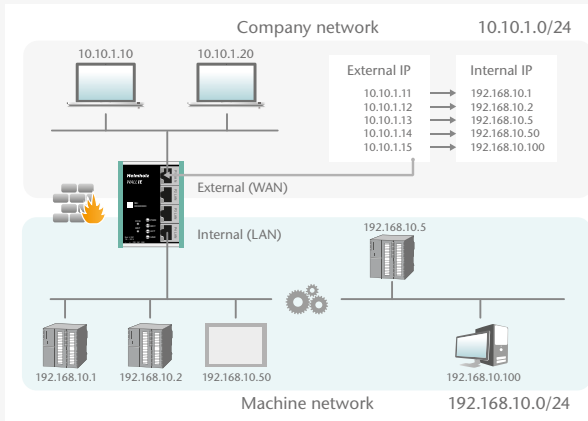 Company network 10.10.1.0/24
10.10.1.10 10.10.1.20
External IP Internal IP
10.10.1.11 192.168.10.1
10.10.1.12 192.168.10.2
10.10.1.13 192.168.10.5
10.10.1.14 192.168.10.50
10.10.1.15 192.168.10.100
Helmholz
WALL IE
External (WAN)
Internal (LAN)
192.168.10.5
192.168.10.1 192.168.10.2 192.168.10.50 192.168.10.100
Machine network 192.168.10.0/24